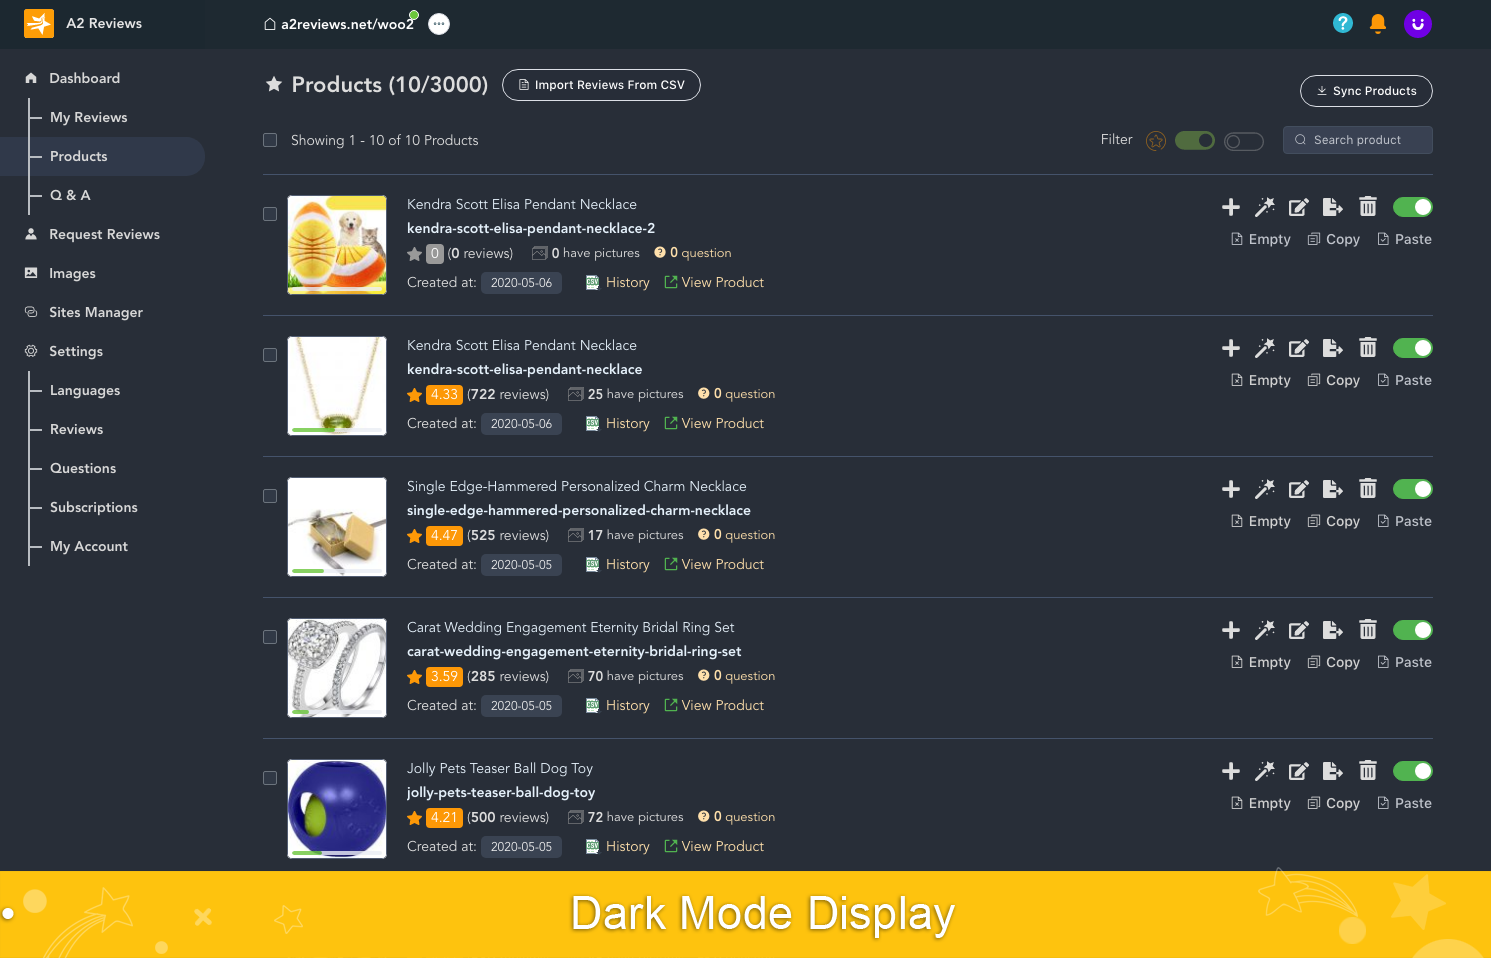 A2 Reviews
a2reviews.net/woo2
Dashboard
My Reviews
Products
Q & A
Request Reviews
Images
Sites Manager
Settings
Languages
Reviews
Questions
Subscriptions
My Account
Products (10/3000)
Import Reviews From CSV
Sync Products
Showing 1 - 10 of 10 Products
Filter
Search product
Kendra Scott Elisa Pendant Necklace
kendra-scott-elisa-pendant-necklace-2
0 (0 reviews) 0 have pictures 0 question
Created at: 2020-05-06 History View Product
Empty Copy Paste
Kendra Scott Elisa Pendant Necklace
kendra-scott-elisa-pendant-necklace
4.33 (722 reviews) 25 have pictures 0 question
Created at: 2020-05-06 History View Product
Empty Copy Paste
Single Edge-Hammered Personalized Charm Necklace
single-edge-hammered-personalized-charm-necklace
4.47 (525 reviews) 17 have pictures 0 question
Created at: 2020-05-05 History View Product
Empty Copy Paste
Carat Wedding Engagement Eternity Bridal Ring Set
carat-wedding-engagement-eternity-bridal-ring-set
3.59 (285 reviews) 70 have pictures 0 question
Created at: 2020-05-05 History View Product
Empty Copy Paste
Jolly Pets Teaser Ball Dog Toy
jolly-pets-teaser-ball-dog-toy
4.21 (500 reviews) 72 have pictures 0 question
Created at: 2020-05-05 History View Product
Empty Copy Paste
Dark Mode Display